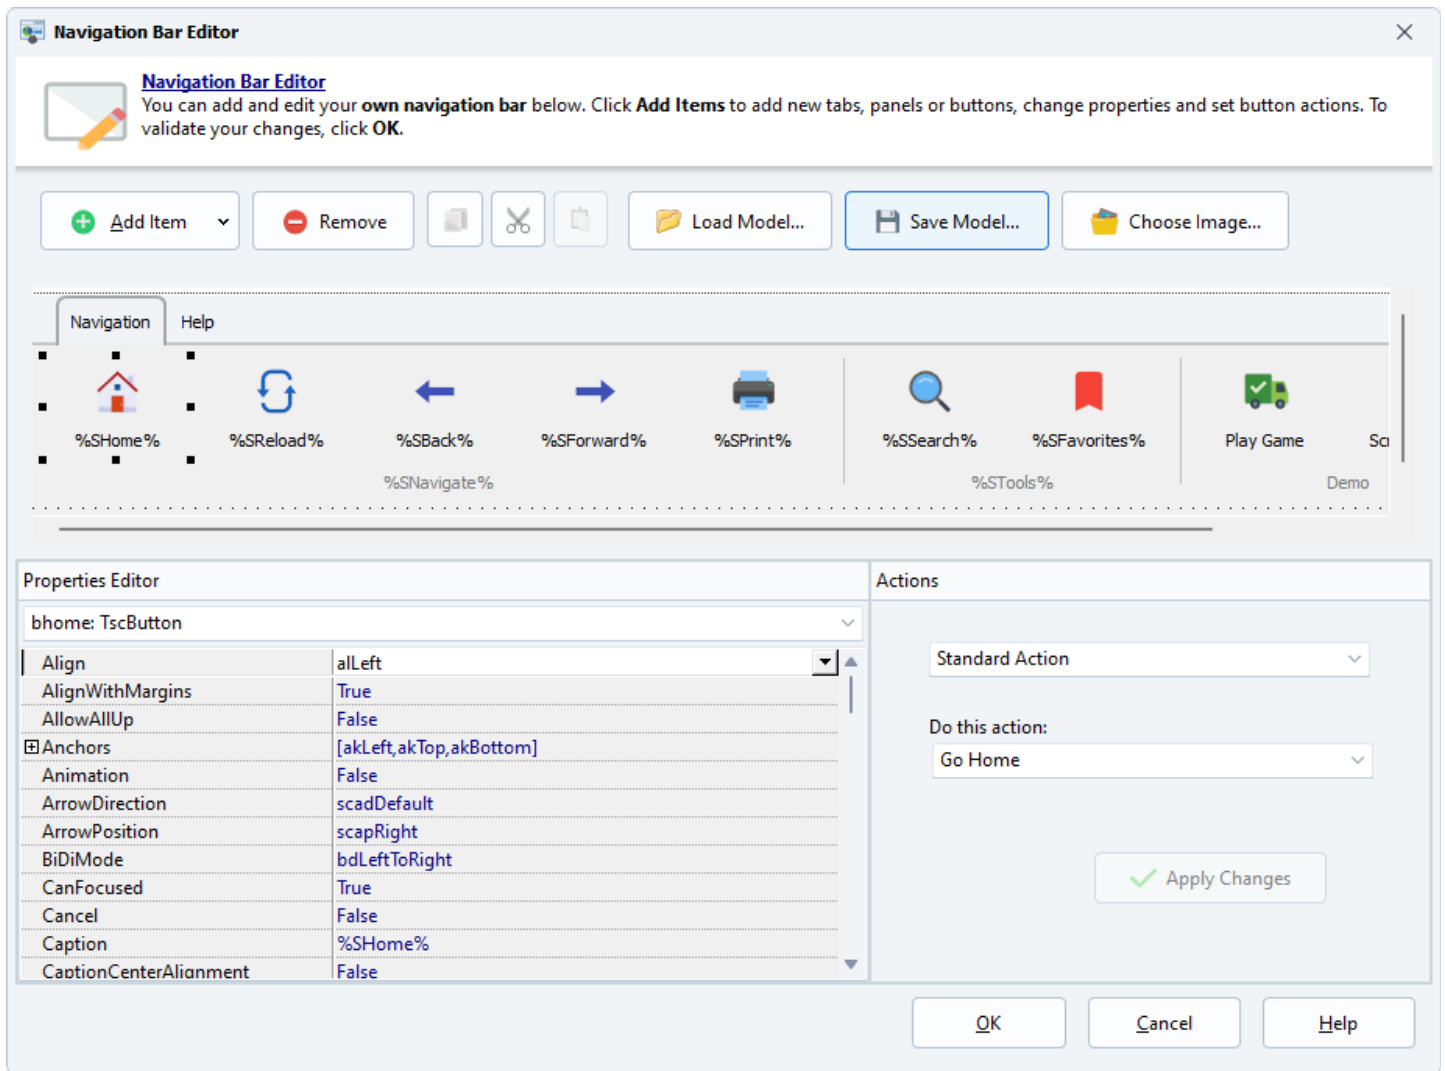 Navigation Bar Editor
Navigation Bar Editor
You can add and edit your own navigation bar below. Click Add Items to add new tabs, panels or buttons, change properties and set button actions. To
validate your changes, click OK.
Add Item
Remove
Load Model...
Save Model...
Choose Image...
Navigation
Help
%SHome%
%SReload%
%SBack%
%SForward%
%SPrint%
%SSearch%
%SFavorites%
Play Game
%SNavigate%
%STools%
Demo
Properties Editor
Actions
bhome: TscButton
Align alLeft
AlignWithMargins True
AllowAllUp False
Anchors [akLeft,akTop,akBottom]
Animation False
ArrowDirection scadDefault
ArrowPosition scapRight
BiDiMode bdLeftToRight
CanFocused True
Cancel False
Caption %SHome%
CaptionCenterAlignment False
Standard Action
Do this action:
Go Home
Apply Changes
OK
Cancel
Help